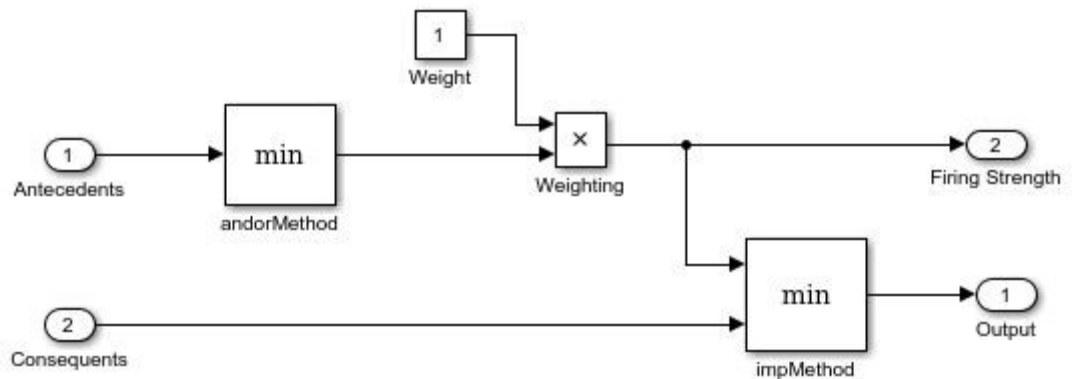 1
Weight
1
Antecedents
min
andorMethod
×
Weighting
2
Firing Strength
2
Consequents
min
impMethod
1
Output